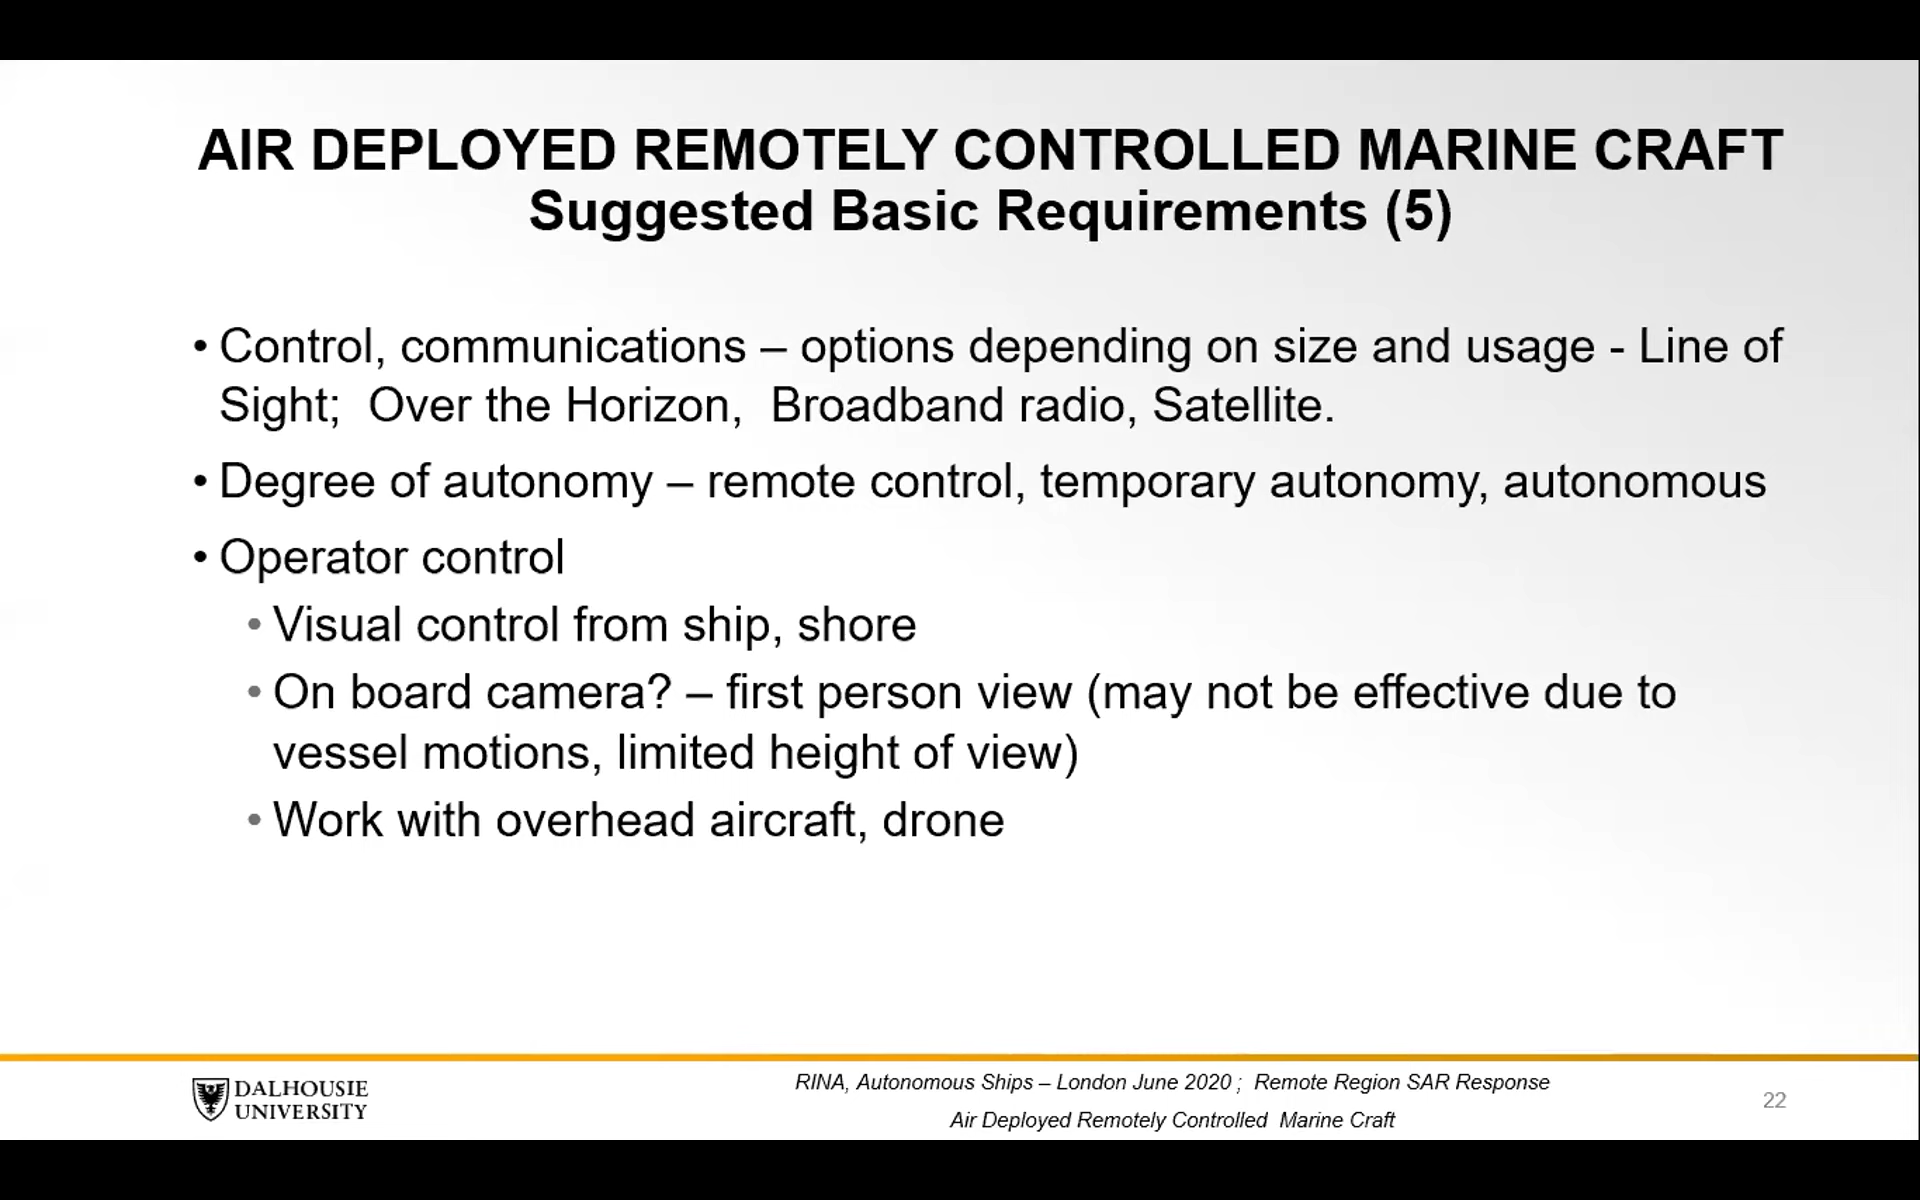 AIR DEPLOYED REMOTELY CONTROLLED MARINE CRAFT
Suggested Basic Requirements (5)
• Control, communications – options depending on size and usage - Line of
Sight;  Over the Horizon,  Broadband radio, Satellite.
• Degree of autonomy – remote control, temporary autonomy, autonomous
• Operator control
• Visual control from ship, shore
• On board camera? – first person view (may not be effective due to
vessel motions, limited height of view)
• Work with overhead aircraft, drone
DALHOUSIE
UNIVERSITY
RINA, Autonomous Ships – London June 2020 ;  Remote Region SAR Response
Air Deployed Remotely Controlled  Marine Craft
22